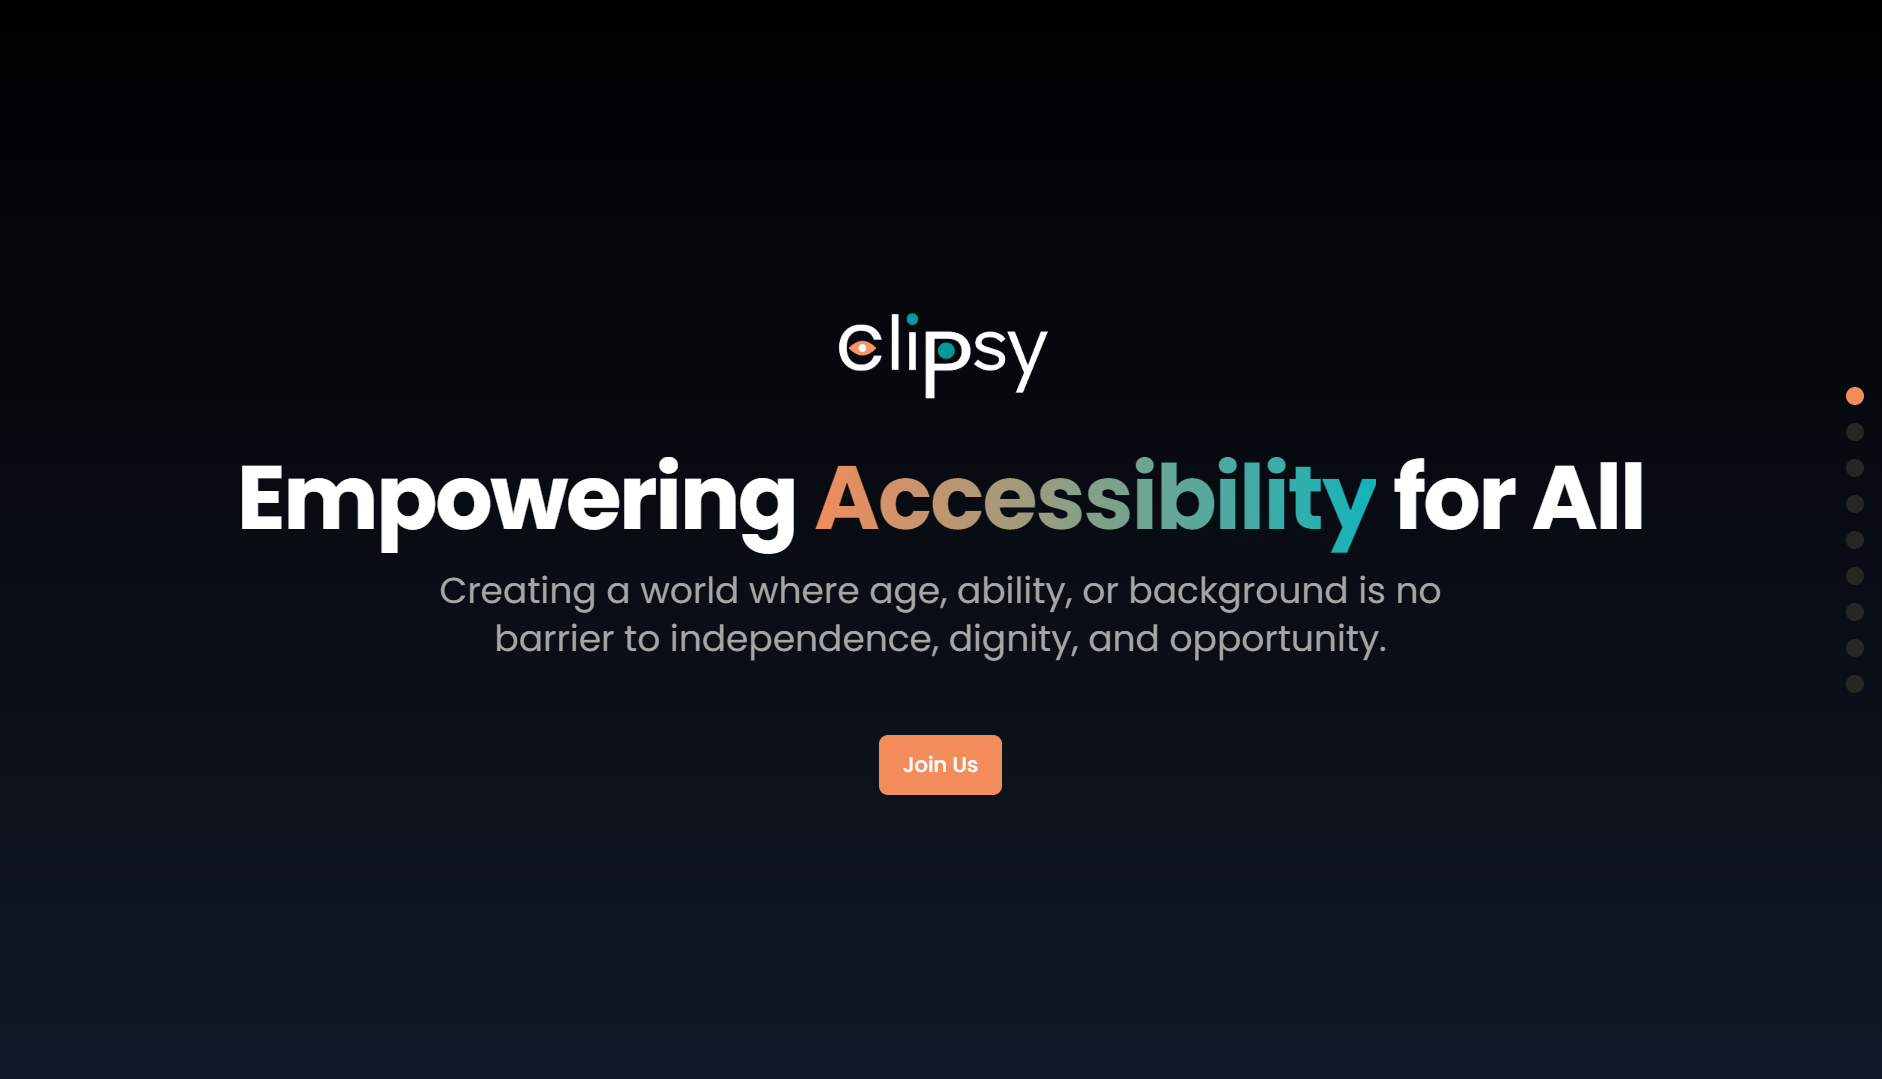 clipsy
Empowering Accessibility for All
Creating a world where age, ability, or background is no
barrier to independence, dignity, and opportunity.
Join Us